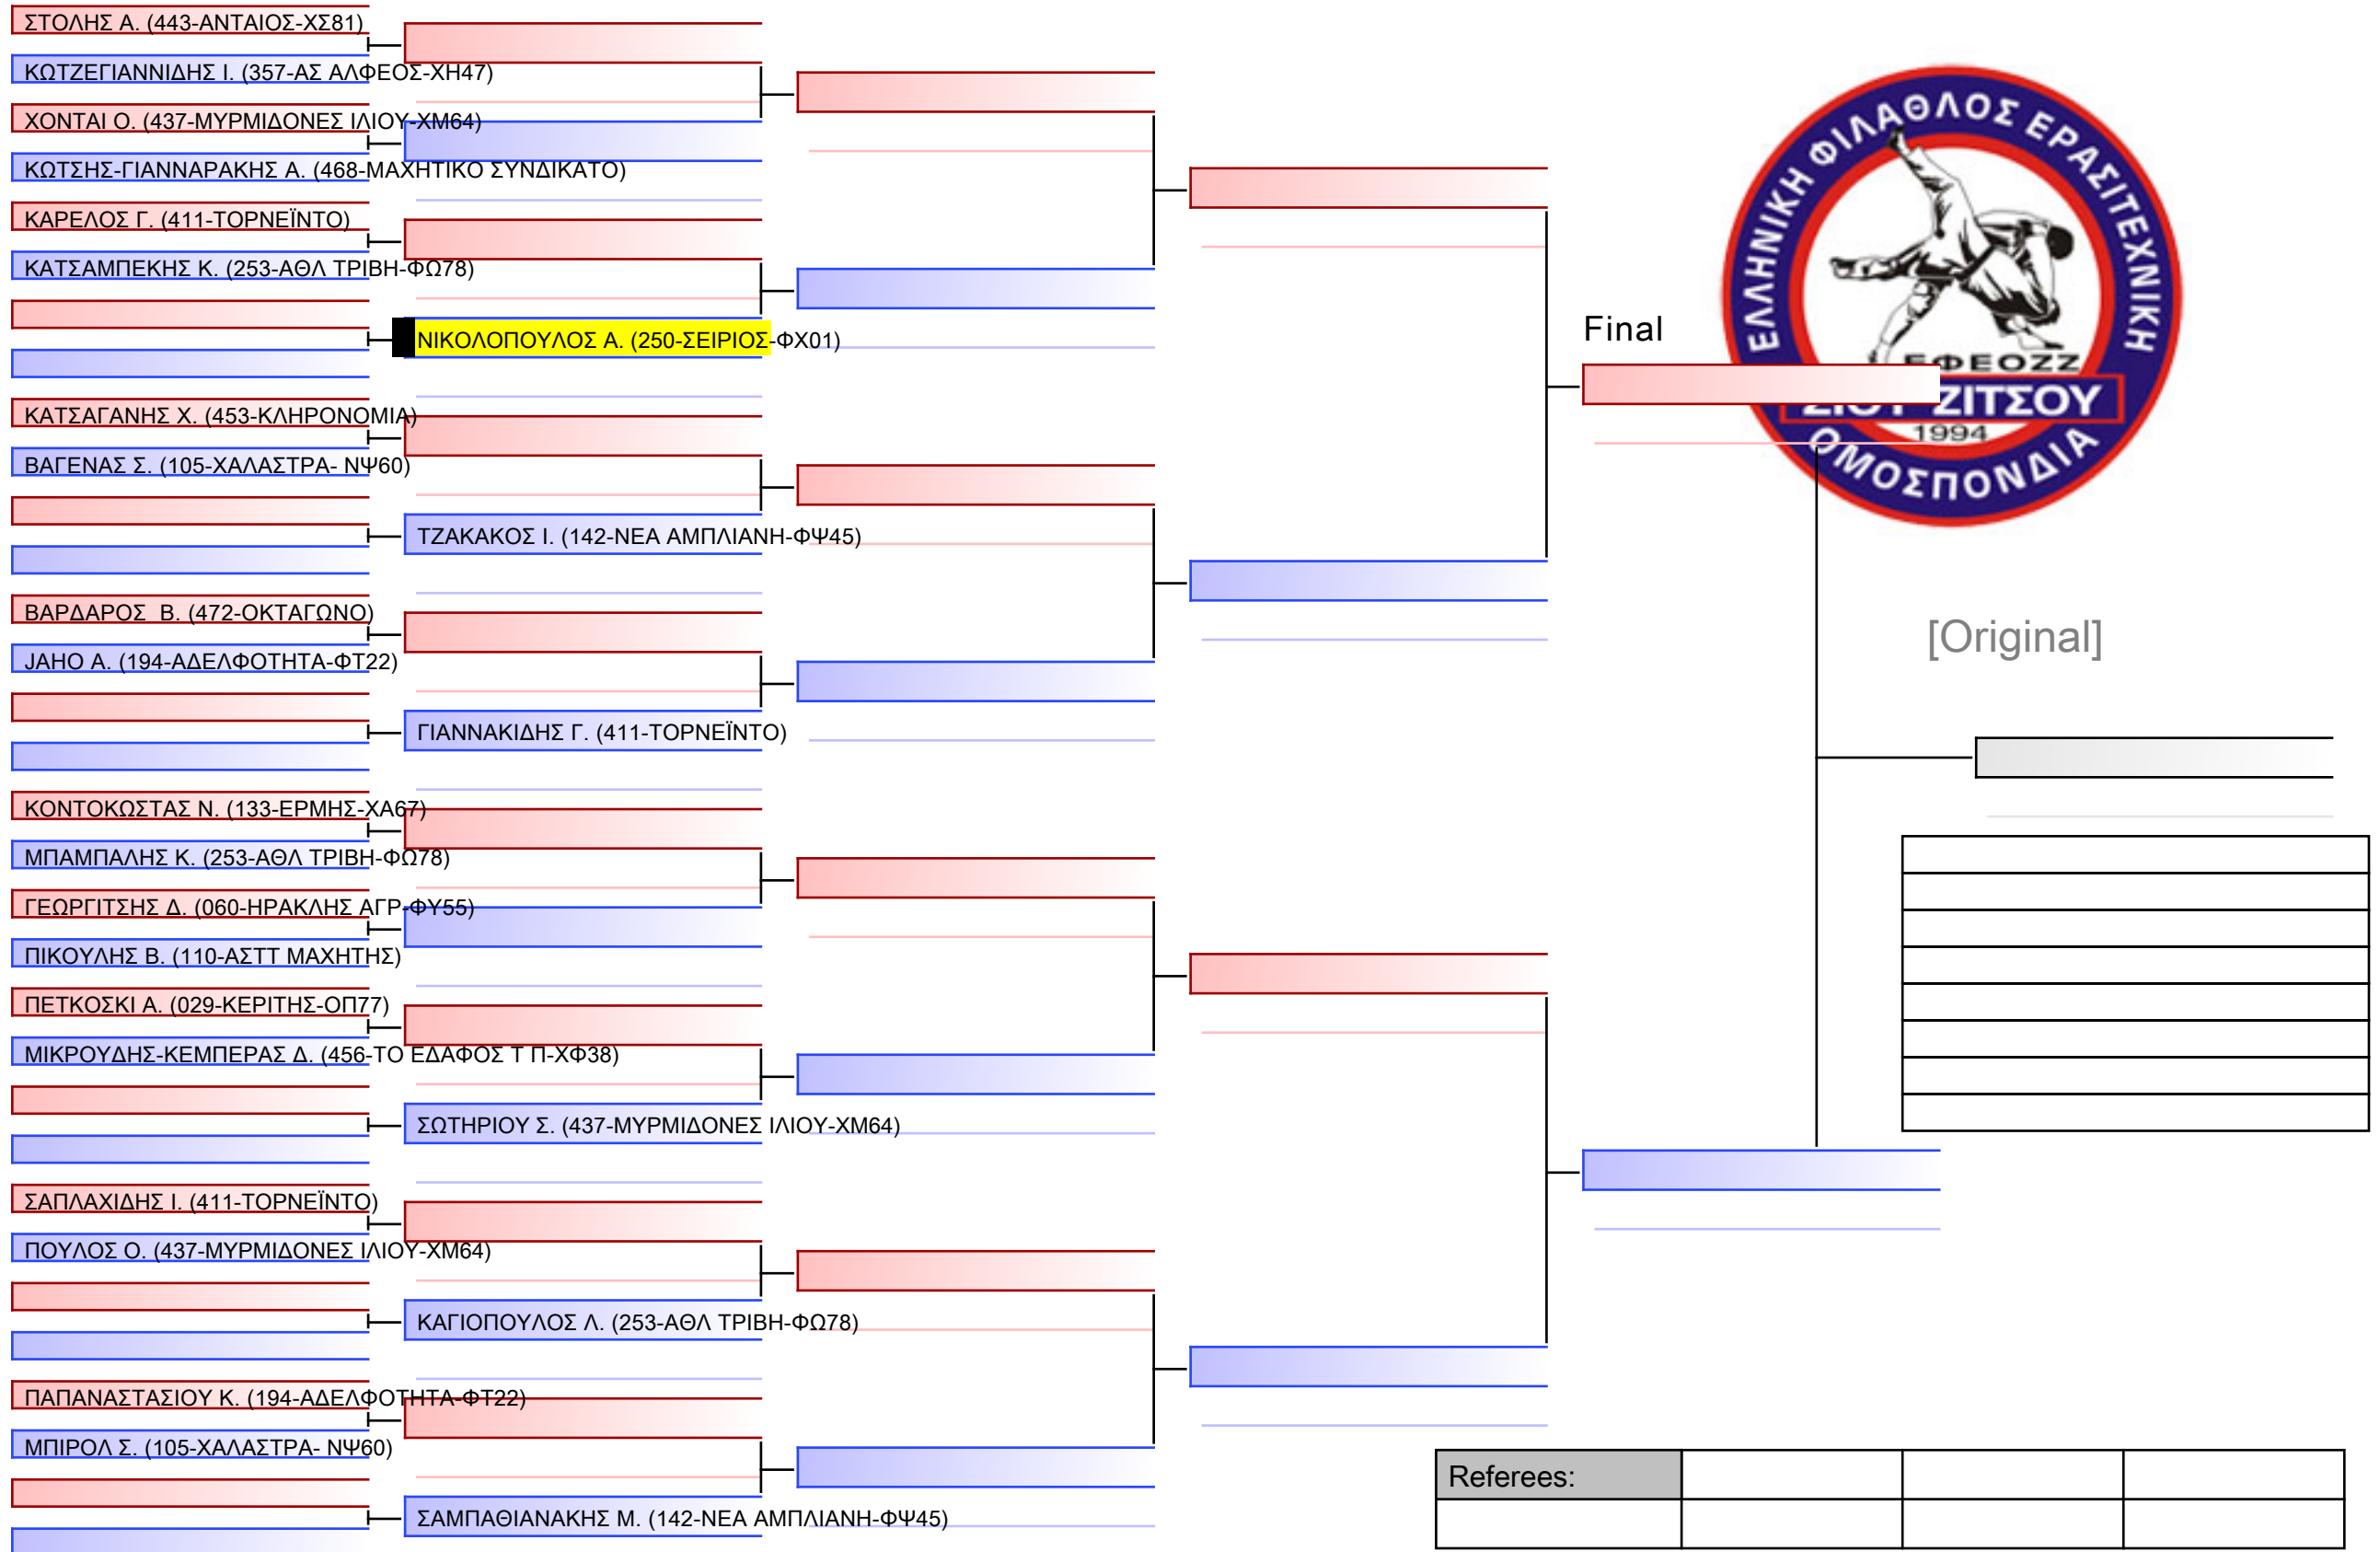 ΣΤΟΛΗΣ Α. (443-ΑΝΤΑΙΟΣ-ΧΣ81)
ΚΩΤΖΕΓΙΑΝΝΙΔΗΣ Ι. (357-ΑΣ ΑΛΦΕΟΣ-ΧΗ47)
ΧΟΝΤΑΙ Ο. (437-ΜΥΡΜΙΔΟΝΕΣ ΙΛΙΟΥ-ΧΜ64)
ΚΩΤΣΗΣ-ΓΙΑΝΝΑΡΑΚΗΣ Α. (468-ΜΑΧΗΤΙΚΟ ΣΥΝΔΙΚΑΤΟ)
ΚΑΡΕΛΟΣ Γ. (411-ΤΟΡΝΕΪΝΤΟ)
ΚΑΤΣΑΜΠΕΚΗΣ Κ. (253-ΑΘΛ ΤΡΙΒΗ-ΦΩ78)
ΝΙΚΟΛΟΠΟΥΛΟΣ Α. (250-ΣΕΙΡΙΟΣ-ΦΧ01)
ΚΑΤΣΑΓΑΝΗΣ Χ. (453-ΚΛΗΡΟΝΟΜΙΑ)
ΒΑΓΕΝΑΣ Σ. (105-ΧΑΛΑΣΤΡΑ- ΝΨ60)
ΤΖΑΚΑΚΟΣ Ι. (142-ΝΕΑ ΑΜΠΛΙΑΝΗ-ΦΨ45)
ΒΑΡΔΑΡΟΣ  Β. (472-ΟΚΤΑΓΩΝΟ)
JAHO A. (194-ΑΔΕΛΦΟΤΗΤΑ-ΦΤ22)
ΓΙΑΝΝΑΚΙΔΗΣ Γ. (411-ΤΟΡΝΕΪΝΤΟ)
ΚΟΝΤΟΚΩΣΤΑΣ Ν. (133-ΕΡΜΗΣ-ΧΑ67)
ΜΠΑΜΠΑΛΗΣ Κ. (253-ΑΘΛ ΤΡΙΒΗ-ΦΩ78)
ΓΕΩΡΓΙΤΣΗΣ Δ. (060-ΗΡΑΚΛΗΣ ΑΓΡ-ΦΥ55)
ΠΙΚΟΥΛΗΣ Β. (110-ΑΣΤΤ ΜΑΧΗΤΗΣ)
ΠΕΤΚΟΣΚΙ Α. (029-ΚΕΡΙΤΗΣ-ΟΠ77)
ΜΙΚΡΟΥΔΗΣ-ΚΕΜΠΕΡΑΣ Δ. (456-ΤΟ ΕΔΑΦΟΣ Τ Π-ΧΦ38)
ΣΩΤΗΡΙΟΥ Σ. (437-ΜΥΡΜΙΔΟΝΕΣ ΙΛΙΟΥ-ΧΜ64)
ΣΑΠΛΑΧΙΔΗΣ Ι. (411-ΤΟΡΝΕΪΝΤΟ)
ΠΟΥΛΟΣ Ο. (437-ΜΥΡΜΙΔΟΝΕΣ ΙΛΙΟΥ-ΧΜ64)
ΚΑΓΙΟΠΟΥΛΟΣ Λ. (253-ΑΘΛ ΤΡΙΒΗ-ΦΩ78)
ΠΑΠΑΝΑΣΤΑΣΙΟΥ Κ. (194-ΑΔΕΛΦΟΤΗΤΑ-ΦΤ22)
ΜΠΙΡΟΛ Σ. (105-ΧΑΛΑΣΤΡΑ- ΝΨ60)
ΣΑΜΠΑΘΙΑΝΑΚΗΣ Μ. (142-ΝΕΑ ΑΜΠΛΙΑΝΗ-ΦΨ45)
Final
ΕΛΛΗΝΙΚΗ ΦΙΛΑΘΛΟΣ ΕΡΑΣΙΤΕΧΝΙΚΗ
ΕΦΕΟΖΖ
ΖΙΤΣΟΥ
1994
ΟΜΟΣΠΟΝΔΙΑ
[Original]
Referees: